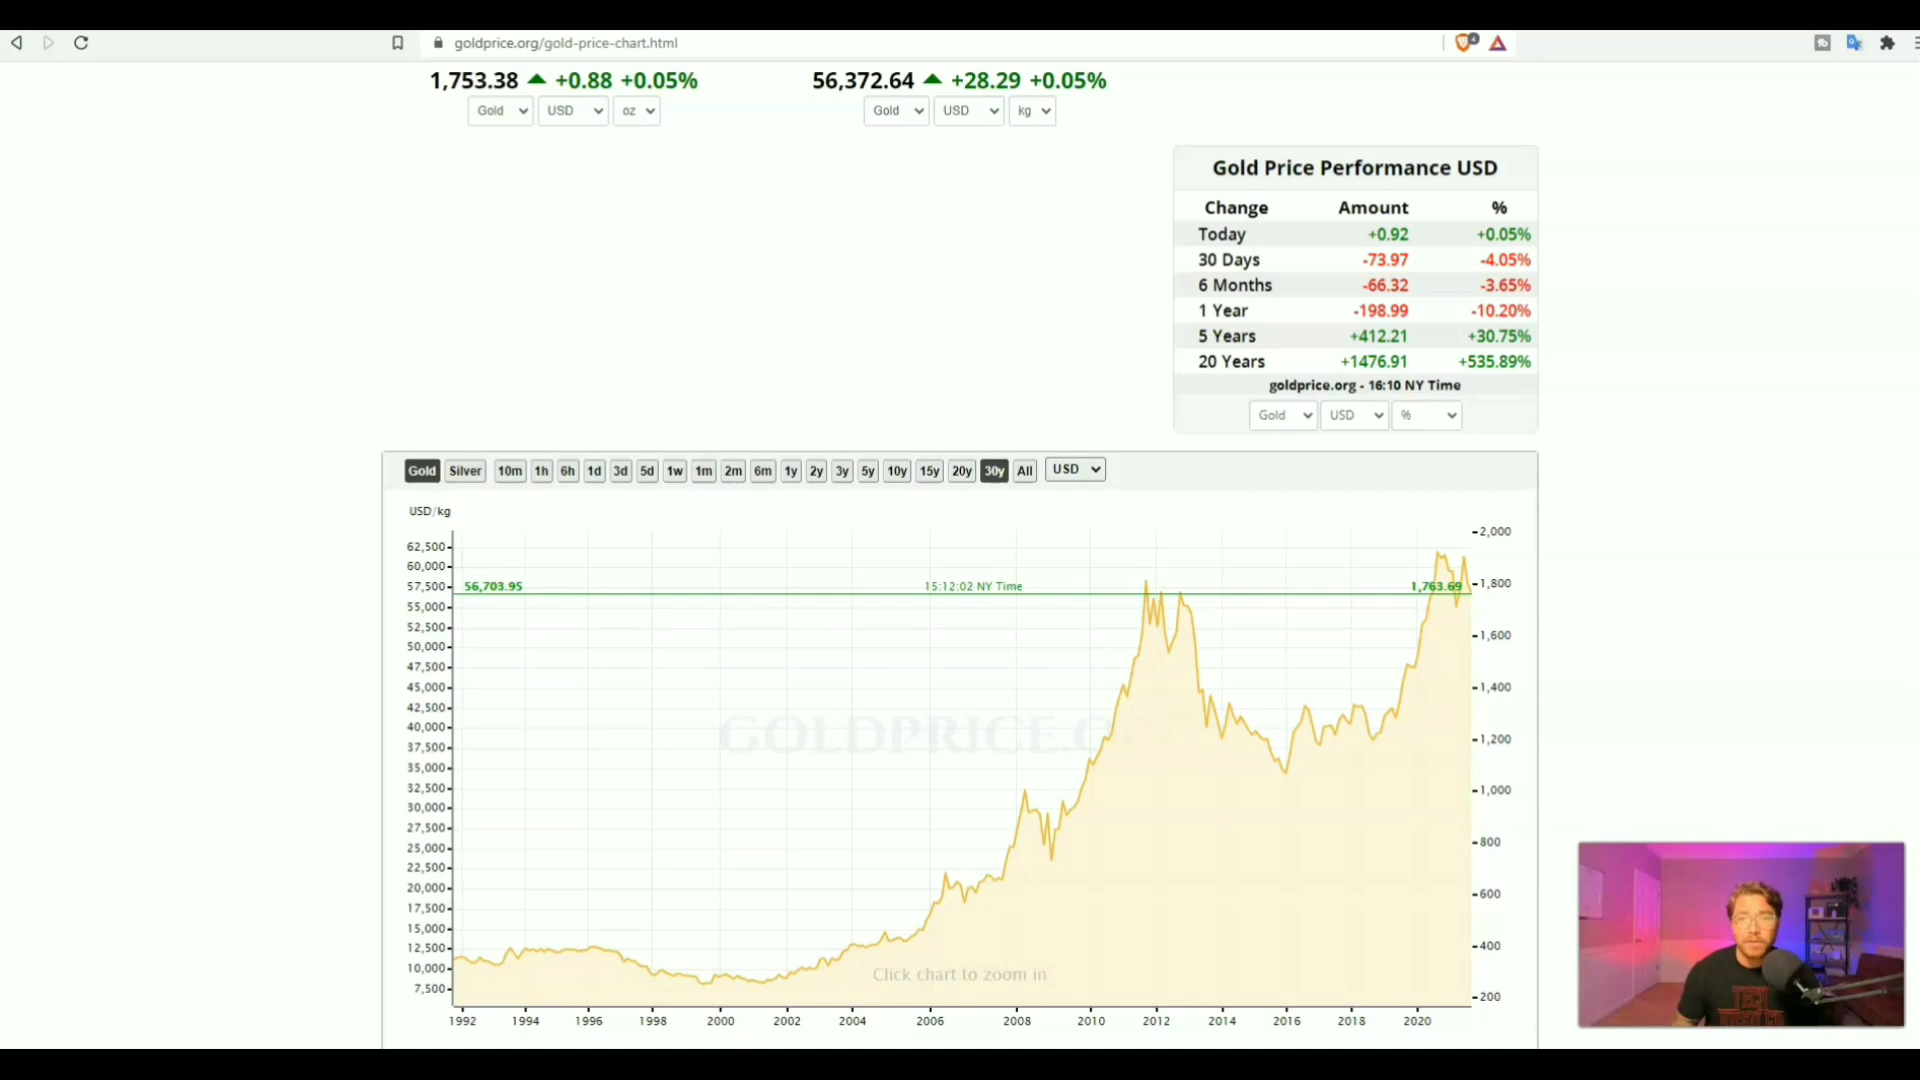 goldprice.org/gold-price-chart.html
4
1,753.38 +0.88 +0.05%
Gold USD oz
56,372.64 +28.29 +0.05%
Gold USD kg
Gold Price Performance USD
Change Amount %
Today +0.92 +0.05%
30 Days -73.97 -4.05%
6 Months -66.32 -3.65%
1 Year -198.99 -10.20%
5 Years +412.21 +30.75%
20 Years +1476.91 +535.89%
goldprice.org - 16:10 NY Time
Gold USD %
Gold Silver 10m 1h 6h 1d 3d 5d 1w 1m 2m 6m 1y 2y 3y 5y 10y 15y 20y 30y All USD
USD/kg
62,500
60,000
57,500
55,000
52,500
50,000
47,500
45,000
42,500
40,000
37,500
35,000
32,500
30,000
27,500
25,000
22,500
20,000
17,500
15,000
12,500
10,000
7,500
56,703.95 15:12:02 NY Time 1,763.69
GOLDPRICE.O
Click chart to zoom in
2,000
1,800
1,600
1,400
1,200
1,000
800
600
400
200
1992 1994 1996 1998 2000 2002 2004 2006 2008 2010 2012 2014 2016 2018 2020
TECH